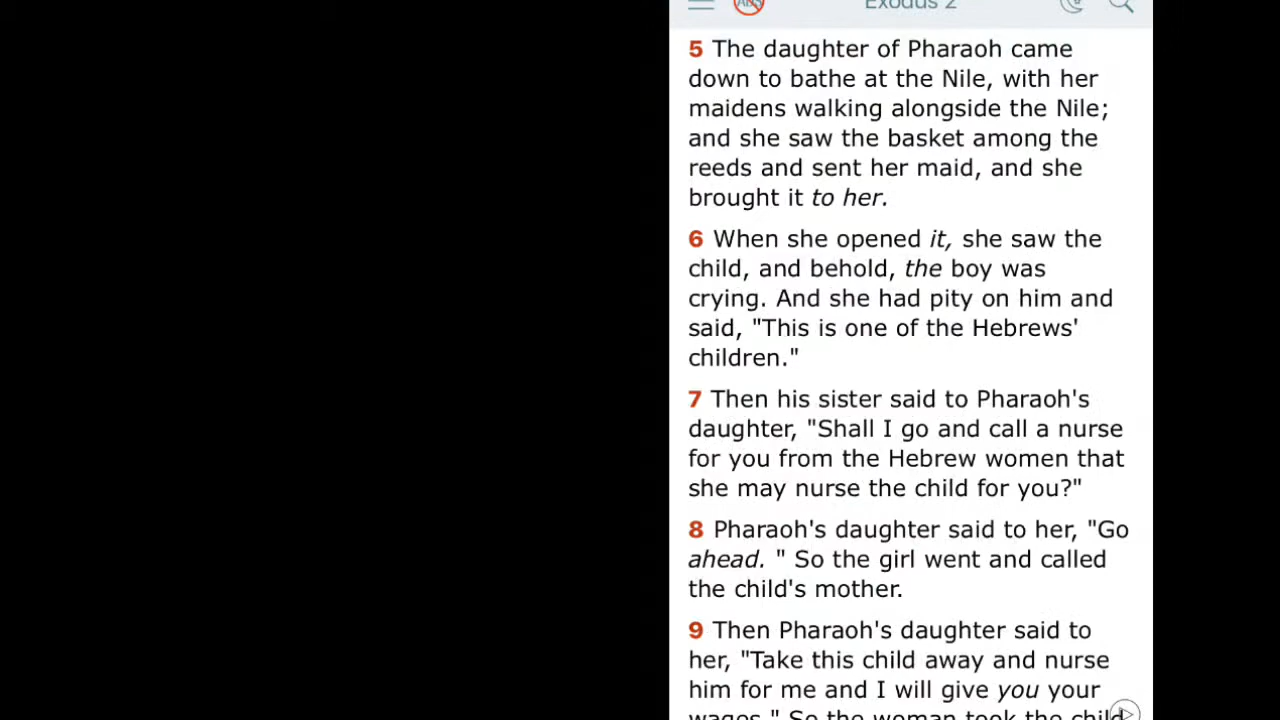 Exodus 2
5 The daughter of Pharaoh came
down to bathe at the Nile, with her
maidens walking alongside the Nile;
and she saw the basket among the
reeds and sent her maid, and she
brought it to her.
6 When she opened it, she saw the
child, and behold, the boy was
crying. And she had pity on him and
said, "This is one of the Hebrews'
children."
7 Then his sister said to Pharaoh's
daughter, "Shall I go and call a nurse
for you from the Hebrew women that
she may nurse the child for you?"
8 Pharaoh's daughter said to her, "Go
ahead. " So the girl went and called
the child's mother.
9 Then Pharaoh's daughter said to
her, "Take this child away and nurse
him for me and I will give you your
wages." So the woman took the child